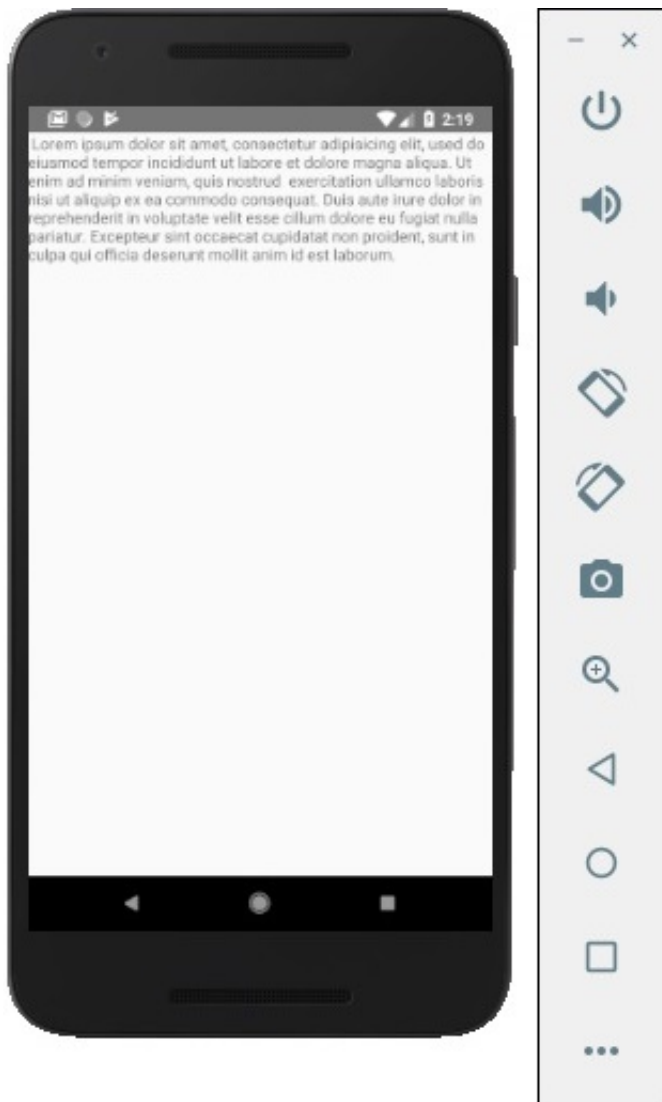 2:19
Lorem ipsum dolor sit amet, consectetur adipisicing elit, used do
eiusmod tempor incididunt ut labore et dolore magna aliqua. Ut
enim ad minim veniam, quis nostrud  exercitation ullamco laboris
nisi ut aliquip ex ea commodo consequat. Duis aute irure dolor in
reprehenderit in voluptate velit esse cillum dolore eu fugiat nulla
pariatur. Excepteur sint occaecat cupidatat non proident, sunt in
culpa qui officia deserunt mollit anim id est laborum.